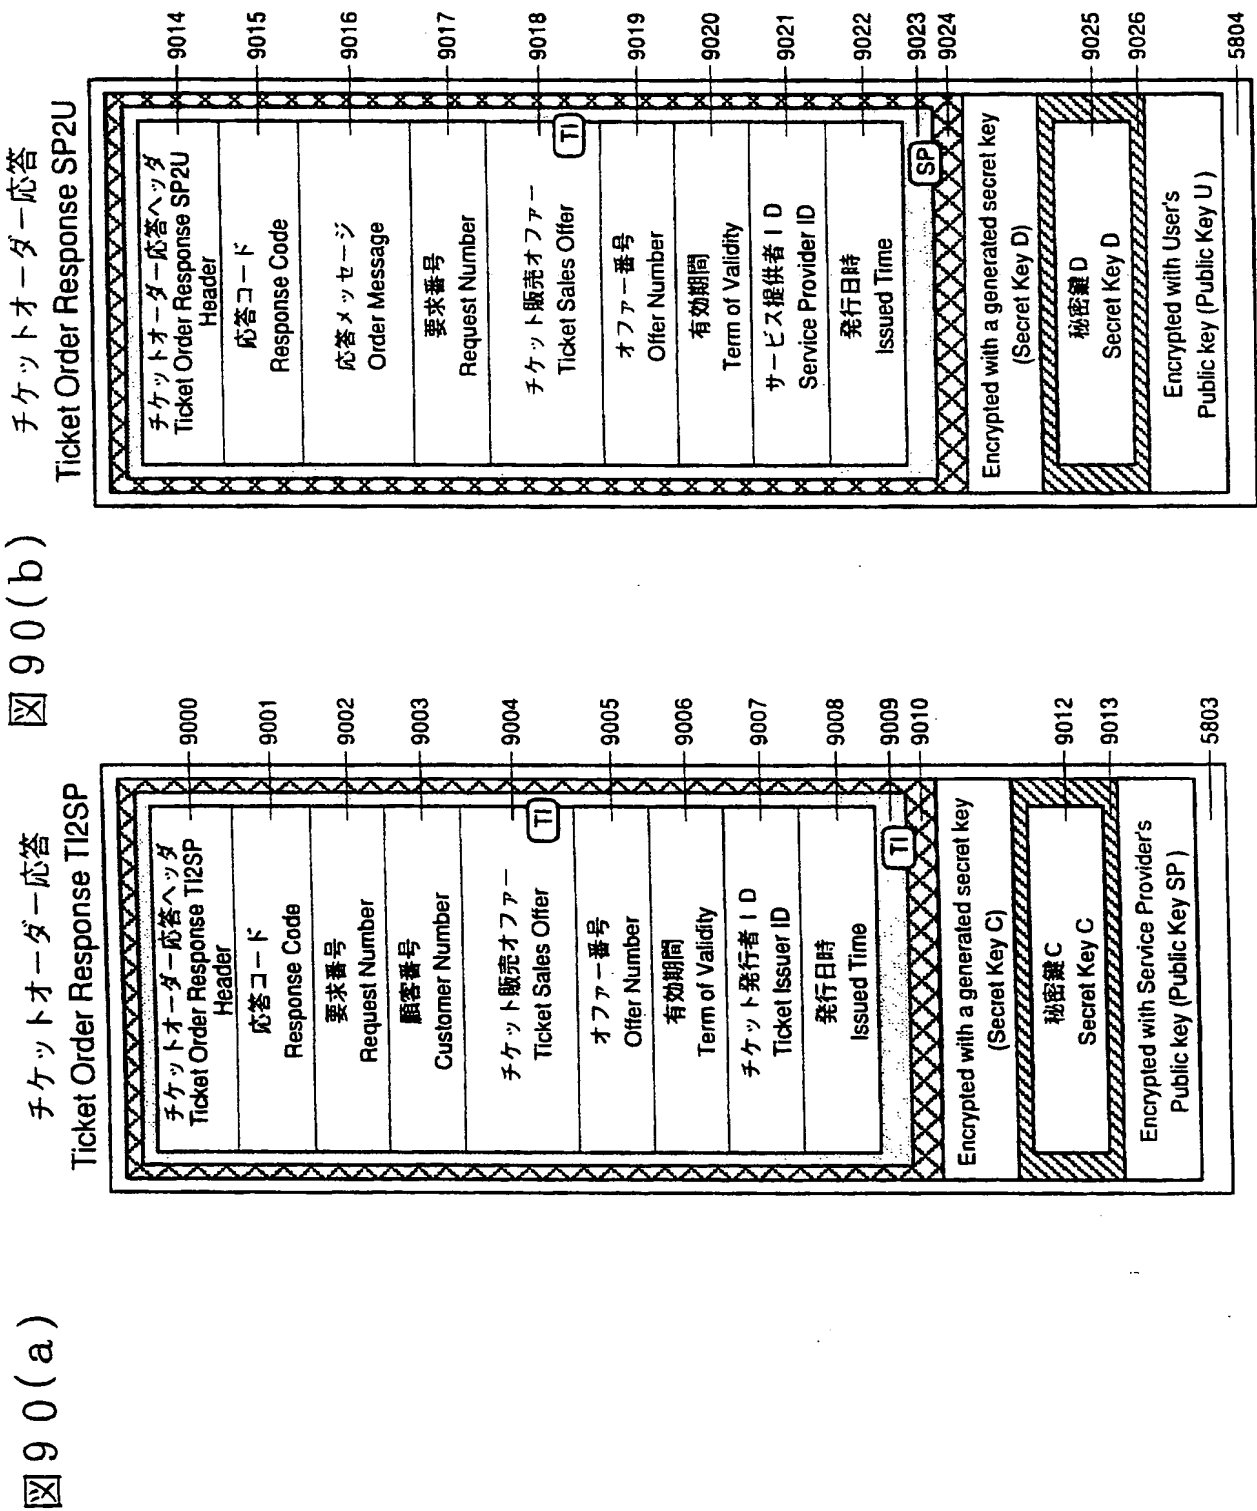 図90(a)
チケットオーダー応答
Ticket Order Response TI2SP
チケットオーダー応答ヘッダ
Ticket Order Response TI2SP
Header
9000
応答コード
Response Code
9001
要求番号
Request Number
9002
顧客番号
Customer Number
9003
チケット販売オファー
Ticket Sales Offer
TI
9004
オファー番号
Offer Number
9005
有効期間
Term of Validity
9006
チケット発行者ID
Ticket Issuer ID
9007
発行日時
Issued Time
9008
TI
9009
9010
Encrypted with a generated secret key
(Secret Key C)
秘密鍵C
Secret Key C
9012
9013
Encrypted with Service Provider's
Public key (Public Key SP)
5803
図90(b)
チケットオーダー応答
Ticket Order Response SP2U
チケットオーダー応答ヘッダ
Ticket Order Response SP2U
Header
9014
応答コード
Response Code
9015
応答メッセージ
Order Message
9016
要求番号
Request Number
9017
チケット販売オファー
Ticket Sales Offer
TI
9018
オファー番号
Offer Number
9019
有効期間
Term of Validity
9020
サービス提供者ID
Service Provider ID
9021
発行日時
Issued Time
9022
SP
9023
9024
Encrypted with a generated secret key
(Secret Key D)
秘密鍵D
Secret Key D
9025
9026
Encrypted with User's
Public key (Public Key U)
5804